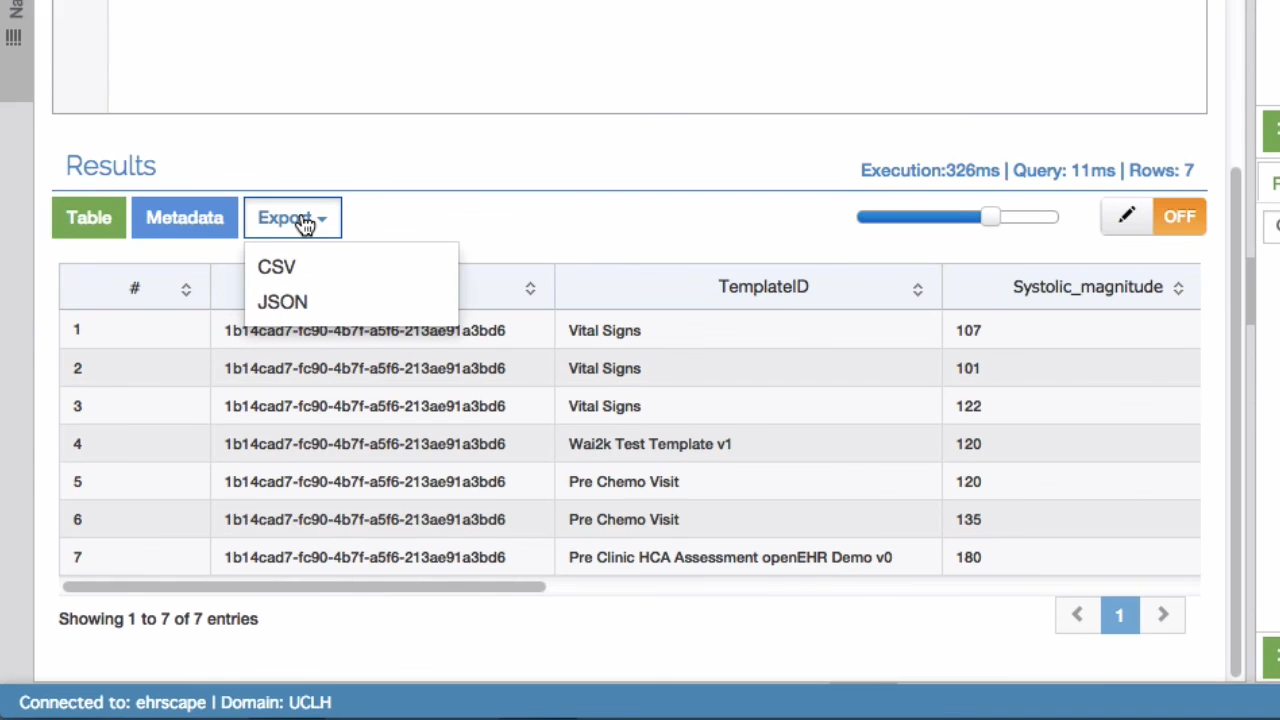 Na
Results
Execution:326ms | Query: 11ms | Rows: 7
Table Metadata Export
OFF
CSV
JSON
# TemplateID Systolic_magnitude
1 1b14cad7-fc90-4b7f-a5f6-213ae91a3bd6 Vital Signs 107
2 1b14cad7-fc90-4b7f-a5f6-213ae91a3bd6 Vital Signs 101
3 1b14cad7-fc90-4b7f-a5f6-213ae91a3bd6 Vital Signs 122
4 1b14cad7-fc90-4b7f-a5f6-213ae91a3bd6 Wai2k Test Template v1 120
5 1b14cad7-fc90-4b7f-a5f6-213ae91a3bd6 Pre Chemo Visit 120
6 1b14cad7-fc90-4b7f-a5f6-213ae91a3bd6 Pre Chemo Visit 135
7 1b14cad7-fc90-4b7f-a5f6-213ae91a3bd6 Pre Clinic HCA Assessment openEHR Demo v0 180
Showing 1 to 7 of 7 entries
1
Connected to: ehrscape | Domain: UCLH